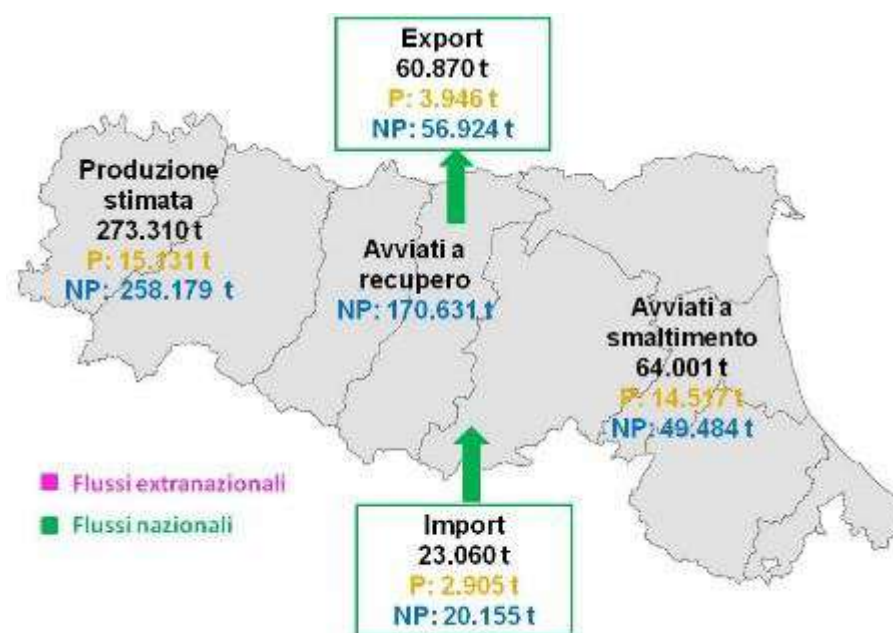 Export
60.870 t
P: 3.946 t
NP: 56.924 t
Produzione
stimata
273.310 t
P: 15.131 t
NP: 258.179 t
Avviati a
recupero
NP: 170.631 t
Avviati a
smaltimento
64.001 t
P: 14.517 t
NP: 49.484 t
Flussi extranazionali
Flussi nazionali
Import
23.060 t
P: 2.905 t
NP: 20.155 t